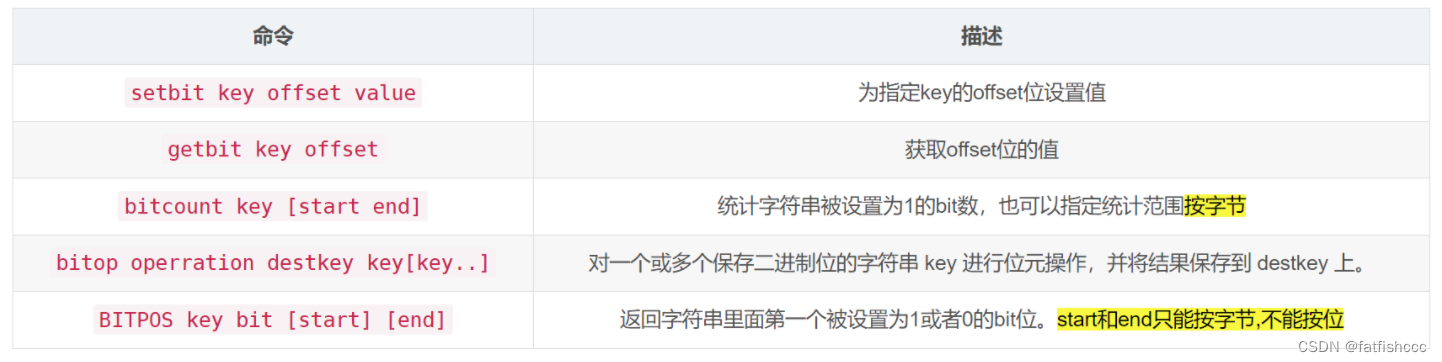 命令 描述
setbit key offset value 为指定key的offset位设置值
getbit key offset 获取offset位的值
bitcount key [start end] 统计字符串被设置为1的bit数，也可以指定统计范围按字节
bitop operration destkey key[key..] 对一个或多个保存二进制位的字符串 key 进行位元操作，并将结果保存到 destkey 上。
BITPOS key bit [start] [end] 返回字符串里面第一个被设置为1或者0的bit位。start和end只能按字节,不能按位
CSDN @fatfishccc